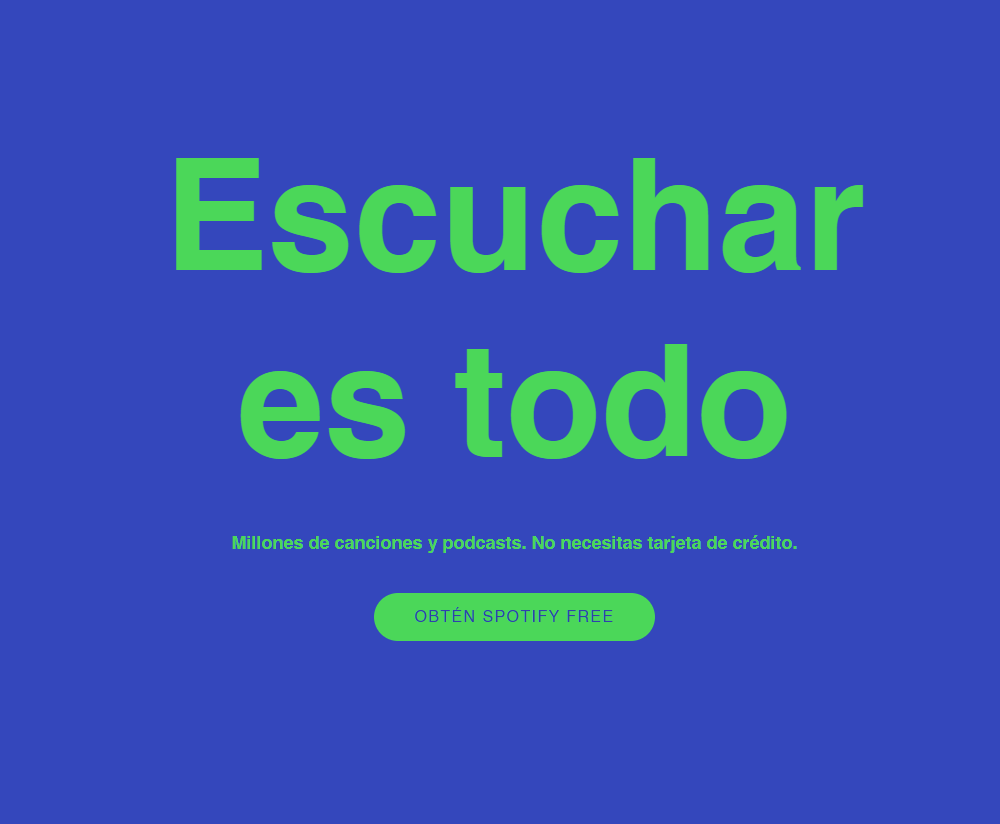 Escuchar
es todo
Millones de canciones y podcasts. No necesitas tarjeta de crédito.
OBTÉN SPOTIFY FREE